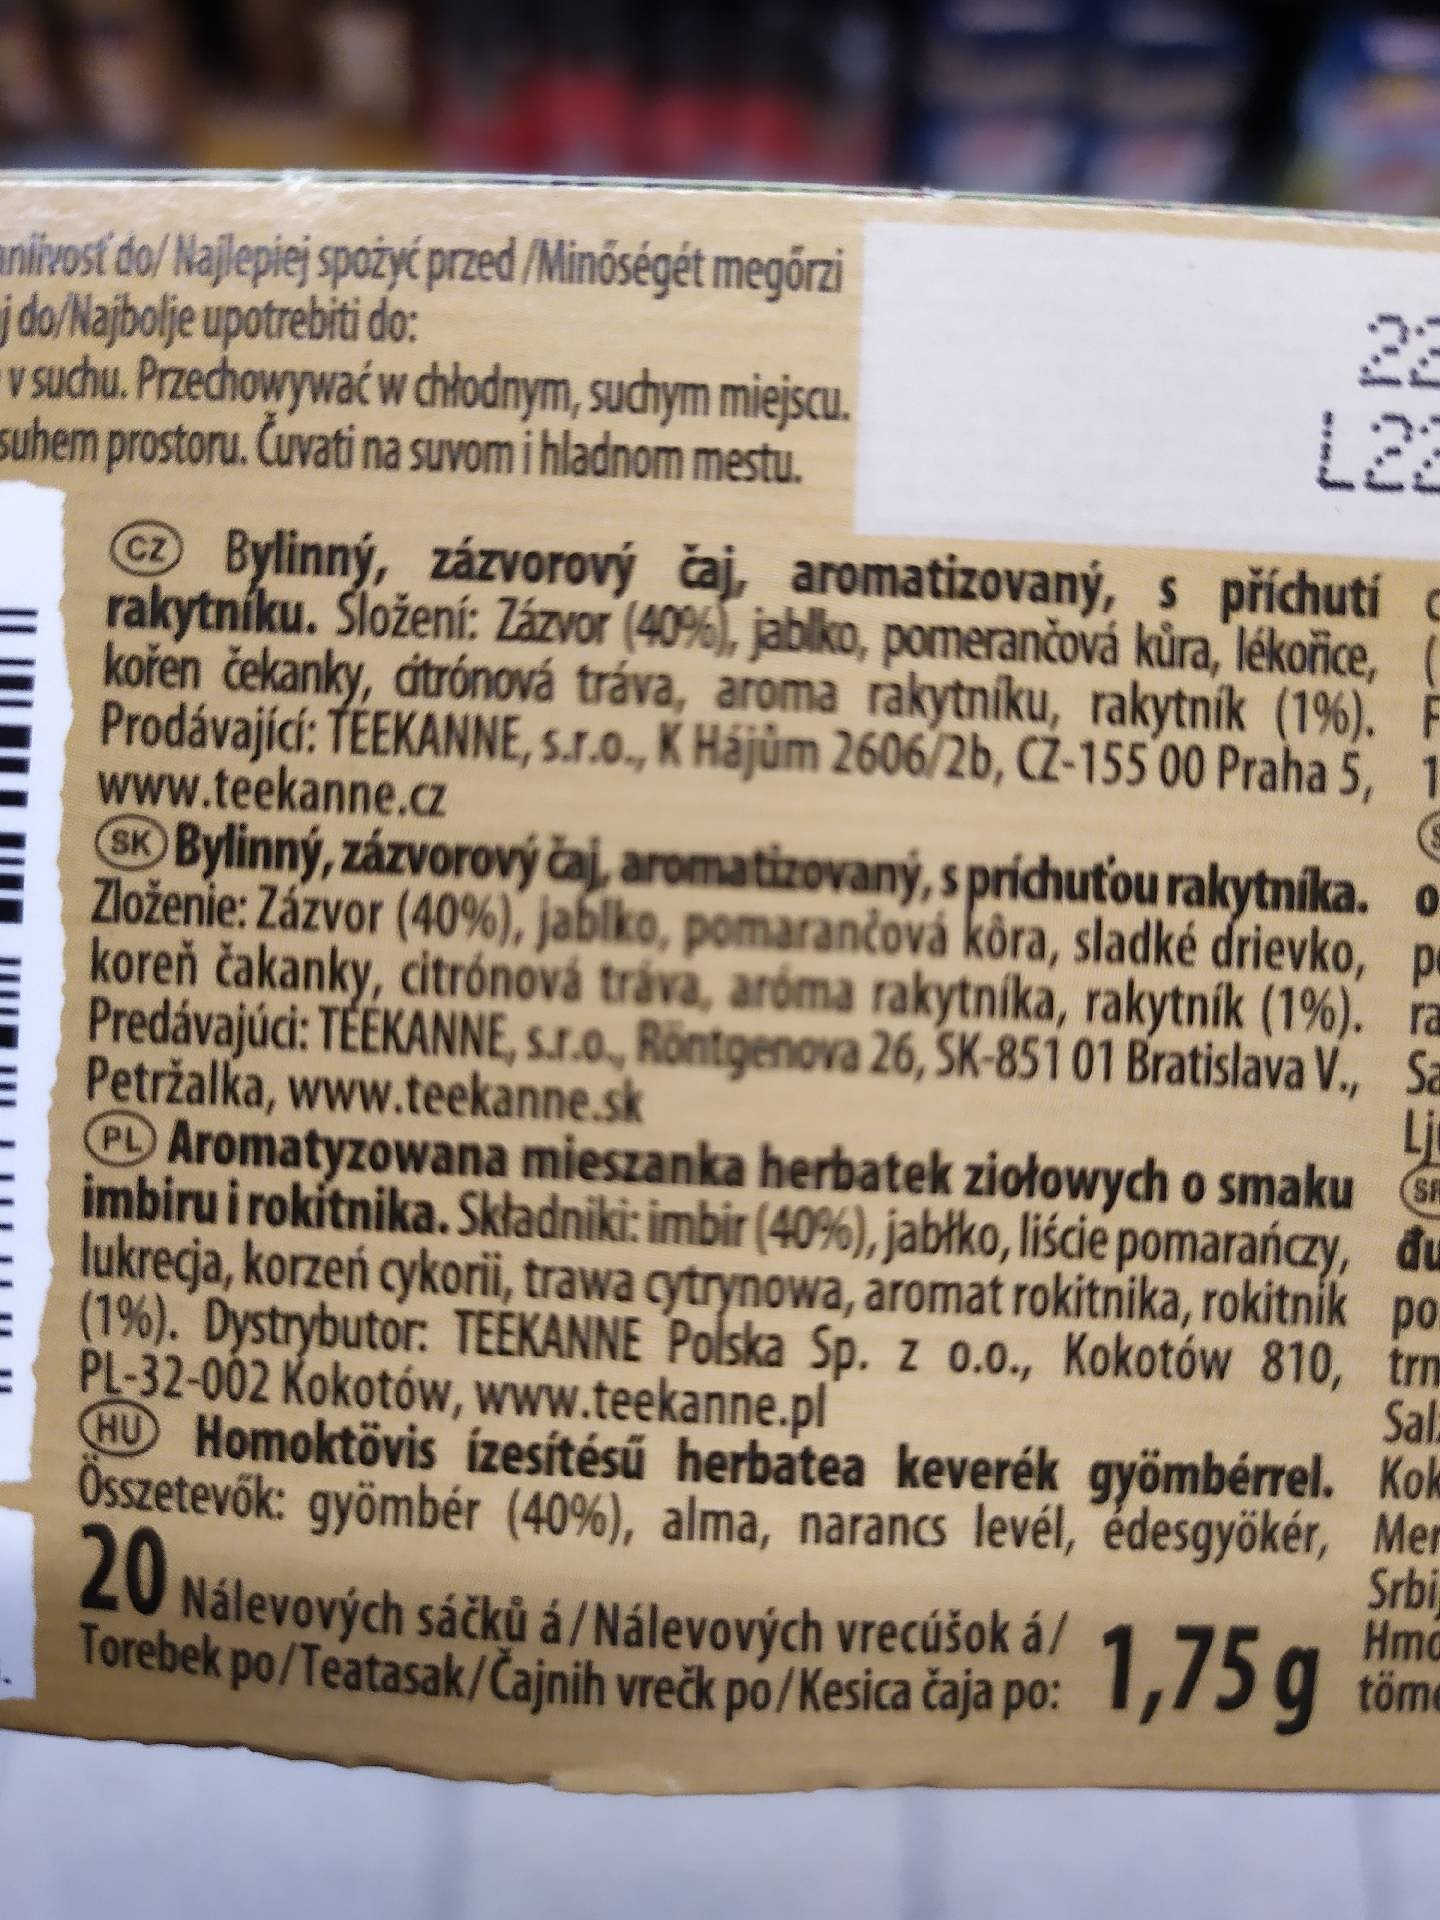 do/ Najlepiej spożyć przed /Minőségét megőrzi
do/Najbolje upotrebiti do:
v suchu. Przechowywać w chłodnym, suchym miejscu.
suhem prostoru. Čuvati na suvom i hladnom mestu.
22
L22
CZ Bylinný, zázvorový čaj, aromatizovaný, s příchutí
rakytníku. Složení: Zázvor (40%), jablko, pomerančová kůra, lékořice,
kořen čekanky, citrónová tráva, aroma rakytníku, rakytník (1%).
Prodávající: TEEKANNE, s.r.o., K Hájům 2606/2b, CZ-155 00 Praha 5,
www.teekanne.cz
SK Bylinný, zázvorový čaj, aromatizovaný, s príchuťou rakytníka.
Zloženie: Zázvor (40%), jablko, pomarančová kôra, sladké drievko,
koreň čakanky, citrónová tráva, aróma rakytníka, rakytník (1%).
Predávajúci: TEEKANNE, s.r.o., Röntgenova 26, SK-851 01 Bratislava V.,
Petržalka, www.teekanne.sk
PL Aromatyzowana mieszanka herbatek ziołowych o smaku
imbiru i rokitnika. Składniki: imbir (40%), jabłko, liście pomarańczy,
lukrecja, korzeń cykorii, trawa cytrynowa, aromat rokitnika, rokitnik
(1%). Dystrybutor: TEEKANNE Polska Sp. z o.o., Kokotów 810,
PL-32-002 Kokotów, www.teekanne.pl
HU Homoktövis ízesítésű herbatea keverék gyömbérrel.
Összetevők: gyömbér (40%), alma, narancs levél, édesgyökér,
20 Nálevových sáčků á/Nálevových vrecúšok á/
Torebek po/Teatasak/Čajnih vrečk po/Kesica čaja po: 1,75 g